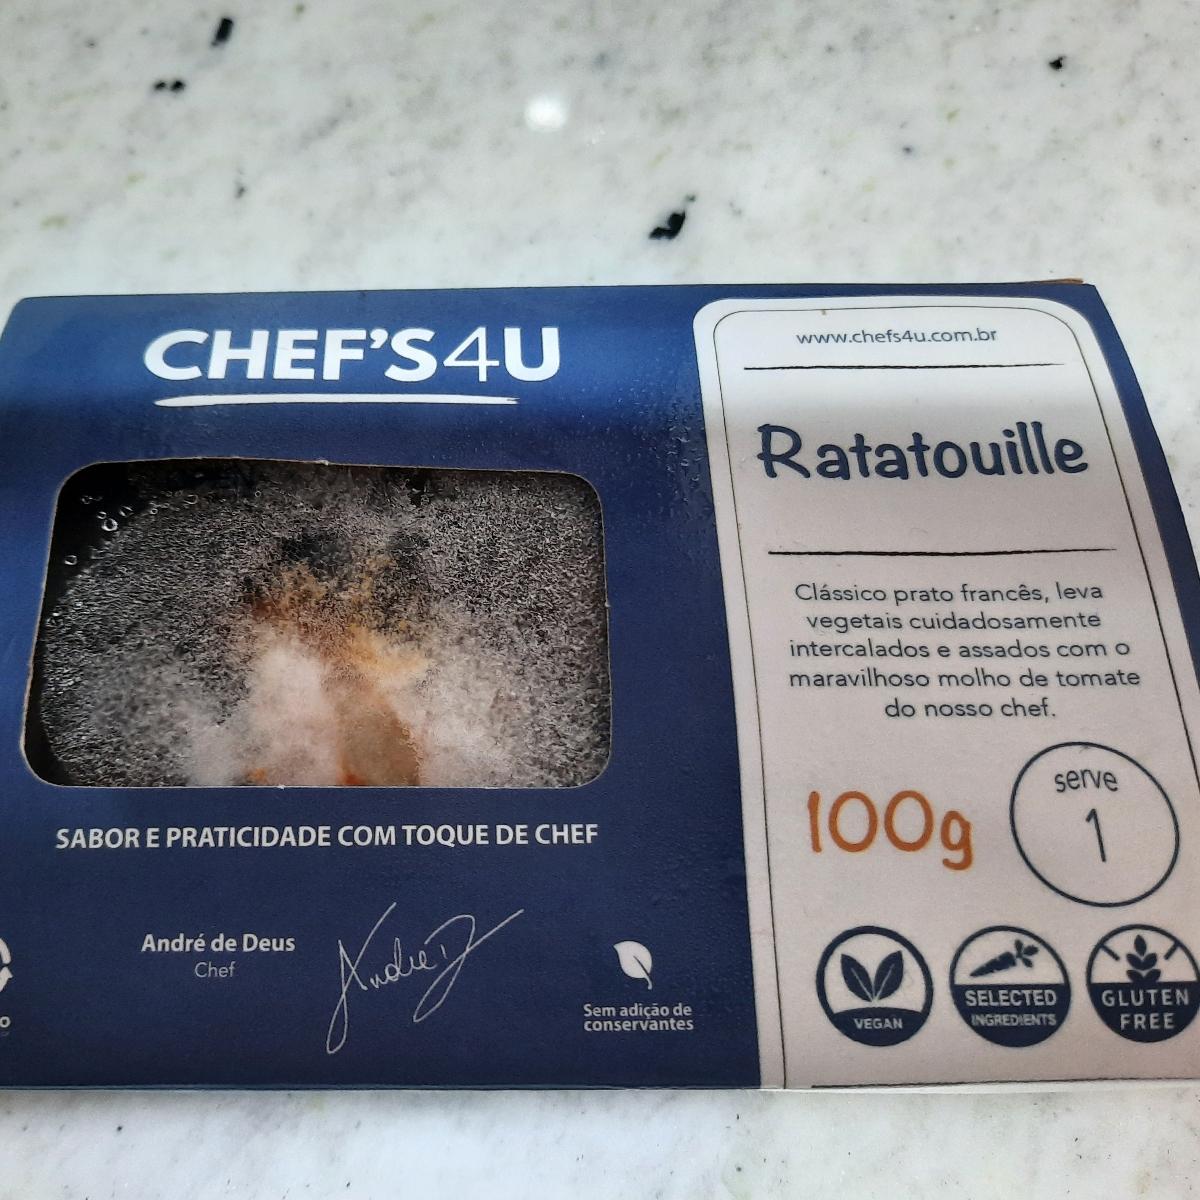 CHEF'S4U
SABOR E PRATICIDADE COM TOQUE DE CHEF
André de Deus
Chef
André D
Sem adição de
conservantes
www.chefs4u.com.br
Ratatouille
Clássico prato francês, leva
vegetais cuidadosamente
intercalados e assados com o
maravilhoso molho de tomate
do nosso chef.
100g
serve
1
VEGAN
SELECTED
INGREDIENTS
GLUTEN
FREE